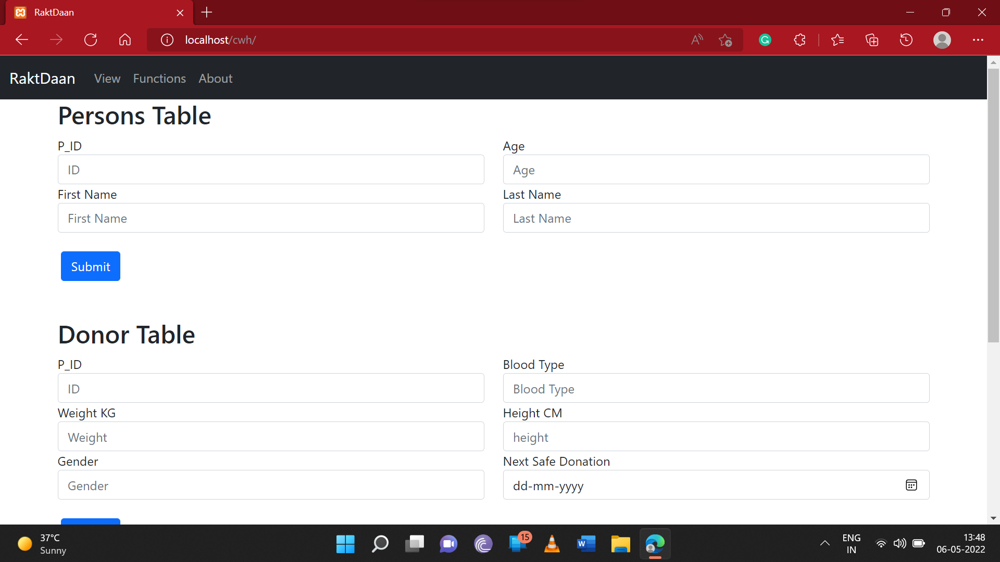 RaktDaan
localhost/cwh/
RaktDaan View Functions About
Persons Table
P_ID Age
ID Age
First Name Last Name
First Name Last Name
Submit
Donor Table
P_ID Blood Type
ID Blood Type
Weight KG Height CM
Weight height
Gender Next Safe Donation
Gender dd-mm-yyyy
37°C
Sunny
15
ENG
IN
13:48
06-05-2022